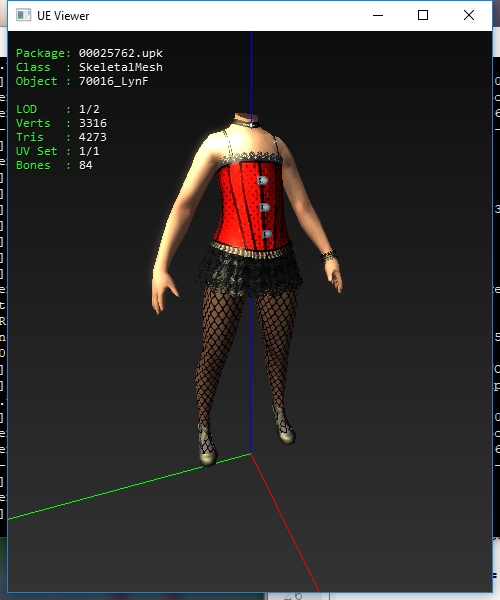 UE Viewer
Package: 00025762.upk
Class  : SkeletalMesh
Object : 70016_LynF
LOD    : 1/2
Verts  : 3316
Tris   : 4273
UV Set : 1/1
Bones  : 84